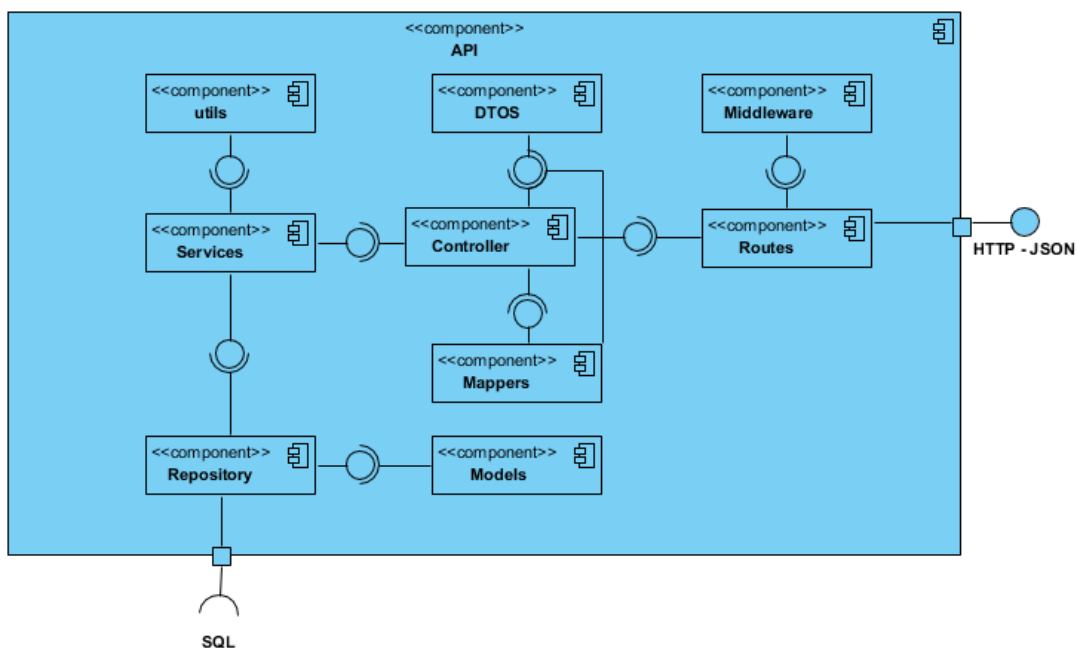 <<component>>
API
<<component>>
utils
<<component>>
DTOS
<<component>>
Middleware
<<component>>
Services
<<component>>
Controller
<<component>>
Routes
HTTP - JSON
<<component>>
Mappers
<<component>>
Repository
<<component>>
Models
SQL